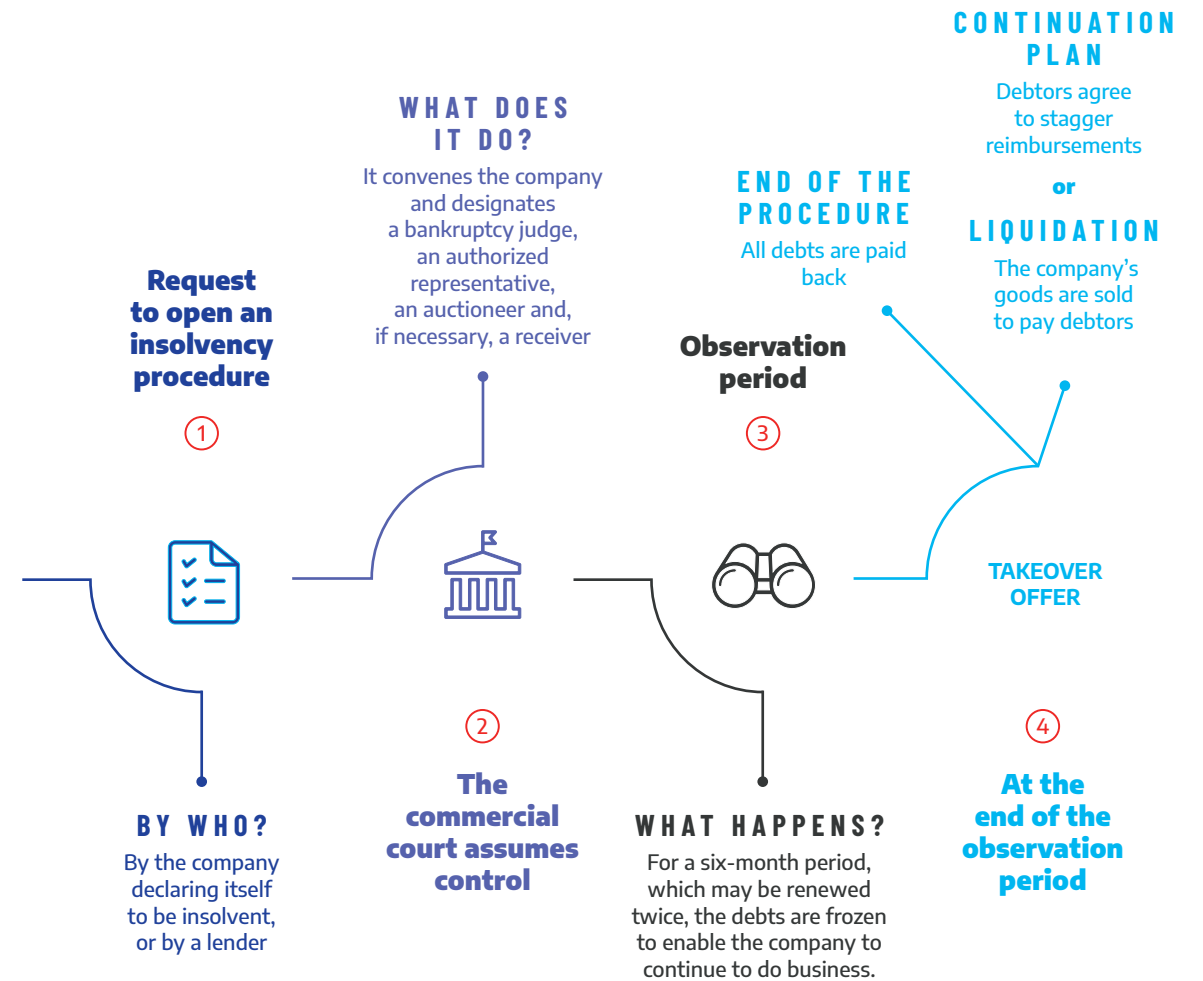 Request
to open an
insolvency
procedure
1
BY WHO?
By the company
declaring itself
to be insolvent,
or by a lender
WHAT DOES
IT DO?
It convenes the company
and designates
a bankruptcy judge,
an authorized
representative,
an auctioneer and,
if necessary, a receiver
2
The
commercial
court assumes
control
Observation
period
3
WHAT HAPPENS?
For a six-month period,
which may be renewed
twice, the debts are frozen
to enable the company to
continue to do business.
END OF THE
PROCEDURE
All debts are paid
back
CONTINUATION
PLAN
Debtors agree
to stagger
reimbursements
or
LIQUIDATION
The company's
goods are sold
to pay debtors
TAKEOVER
OFFER
4
At the
end of the
observation
period